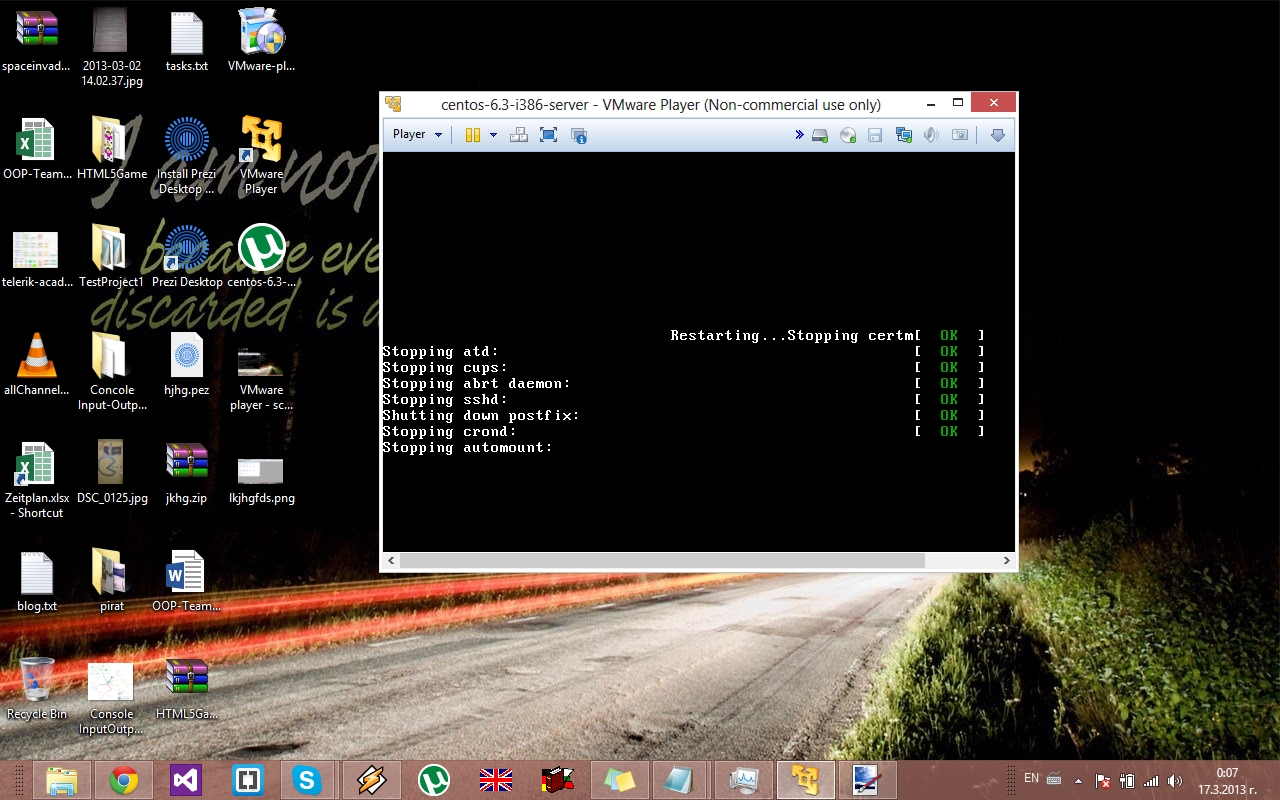 spaceinvad...
2013-03-02
14.02.37.jpg
tasks.txt
VMware-pl...
OOP-Team...
HTML5Game
Install Prezi
Desktop ...
VMware
Player
telerik-acad...
TestProject1
Prezi Desktop
centos-6.3-...
allChannel...
Concole
Input-Outp...
hjhg.pez
VMware
player - sc...
Zeitplan.xlsx
- Shortcut
DSC_0125.jpg
jkhg.zip
lkjhgfds.png
blog.txt
pirat
OOP-Team...
Recycle Bin
Console
InputOutp...
HTML5Ga...
I am not
because eve
discarded is a
centos-6.3-i386-server - VMware Player (Non-commercial use only)
Player
Restarting...Stopping certm[ OK ]
Stopping atd: [ OK ]
Stopping cups: [ OK ]
Stopping abrt daemon: [ OK ]
Stopping sshd: [ OK ]
Shutting down postfix: [ OK ]
Stopping crond: [ OK ]
Stopping automount:
EN
0:07
17.3.2013 г.